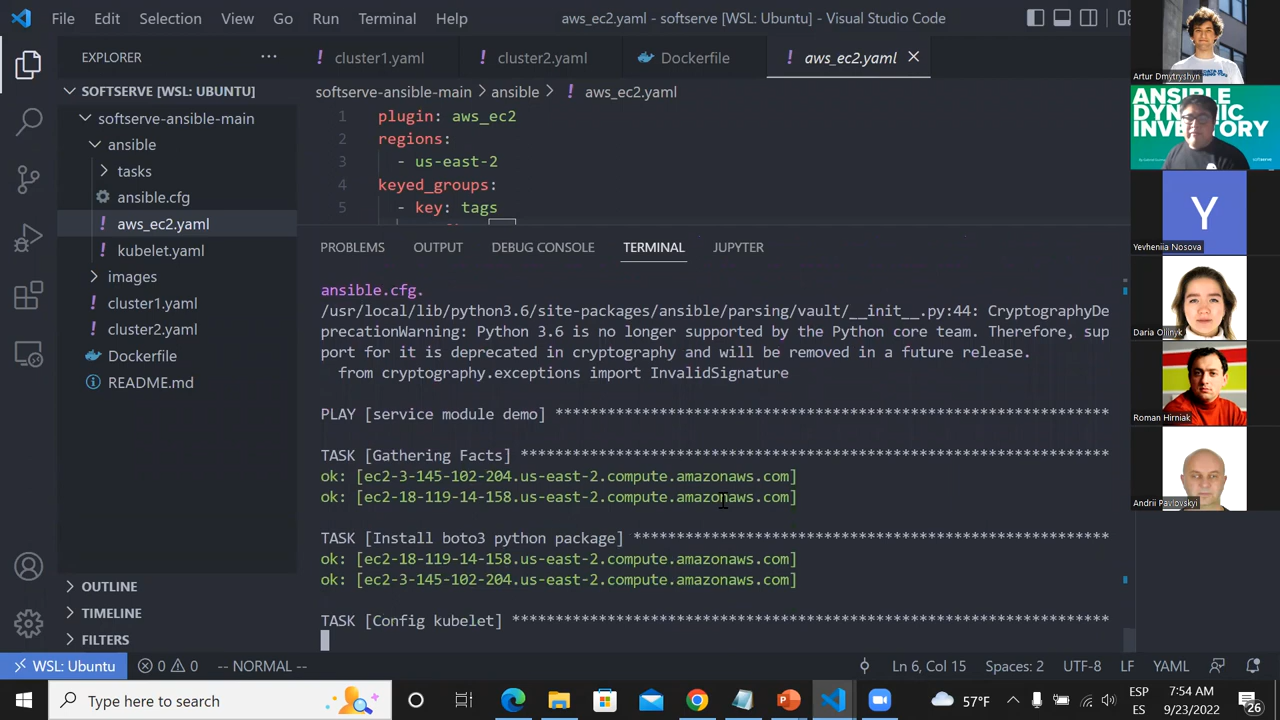 File Edit Selection View Go Run Terminal Help
aws_ec2.yaml - softserve [WSL: Ubuntu] - Visual Studio Code
EXPLORER
cluster1.yaml
cluster2.yaml
Dockerfile
aws_ec2.yaml
SOFTSERVE [WSL: UBUNTU]
softserve-ansible-main
ansible
tasks
ansible.cfg
aws_ec2.yaml
kubelet.yaml
images
cluster1.yaml
cluster2.yaml
Dockerfile
README.md
OUTLINE
TIMELINE
FILTERS
softserve-ansible-main › ansible › ! aws_ec2.yaml
1 plugin: aws_ec2
2 regions:
3 - us-east-2
4 keyed_groups:
5 - key: tags
PROBLEMS OUTPUT DEBUG CONSOLE TERMINAL JUPYTER
ansible.cfg.
/usr/local/lib/python3.6/site-packages/ansible/parsing/vault/__init__.py:44: CryptographyDe
precationWarning: Python 3.6 is no longer supported by the Python core team. Therefore, sup
port for it is deprecated in cryptography and will be removed in a future release.
from cryptography.exceptions import InvalidSignature
PLAY [service module demo] ****************************************************************
TASK [Gathering Facts] ********************************************************************
ok: [ec2-3-145-102-204.us-east-2.compute.amazonaws.com]
ok: [ec2-18-119-14-158.us-east-2.compute.amazonaws.com]
TASK [Install boto3 python package] *******************************************************
ok: [ec2-18-119-14-158.us-east-2.compute.amazonaws.com]
ok: [ec2-3-145-102-204.us-east-2.compute.amazonaws.com]
TASK [Config kubelet] *********************************************************************
Artur Dmytryshyn
ANSIBLE
DYNAMIC
INVENTORY
softserve
Y
Yevheniia Nosova
Daria Oliinyk
Roman Hirniak
Andrii Pavlovskyi
WSL: Ubuntu
0 0
-- NORMAL --
Ln 6, Col 15 Spaces: 2 UTF-8 LF YAML
Type here to search
57°F
ESP
ES
7:54 AM
9/23/2022
26